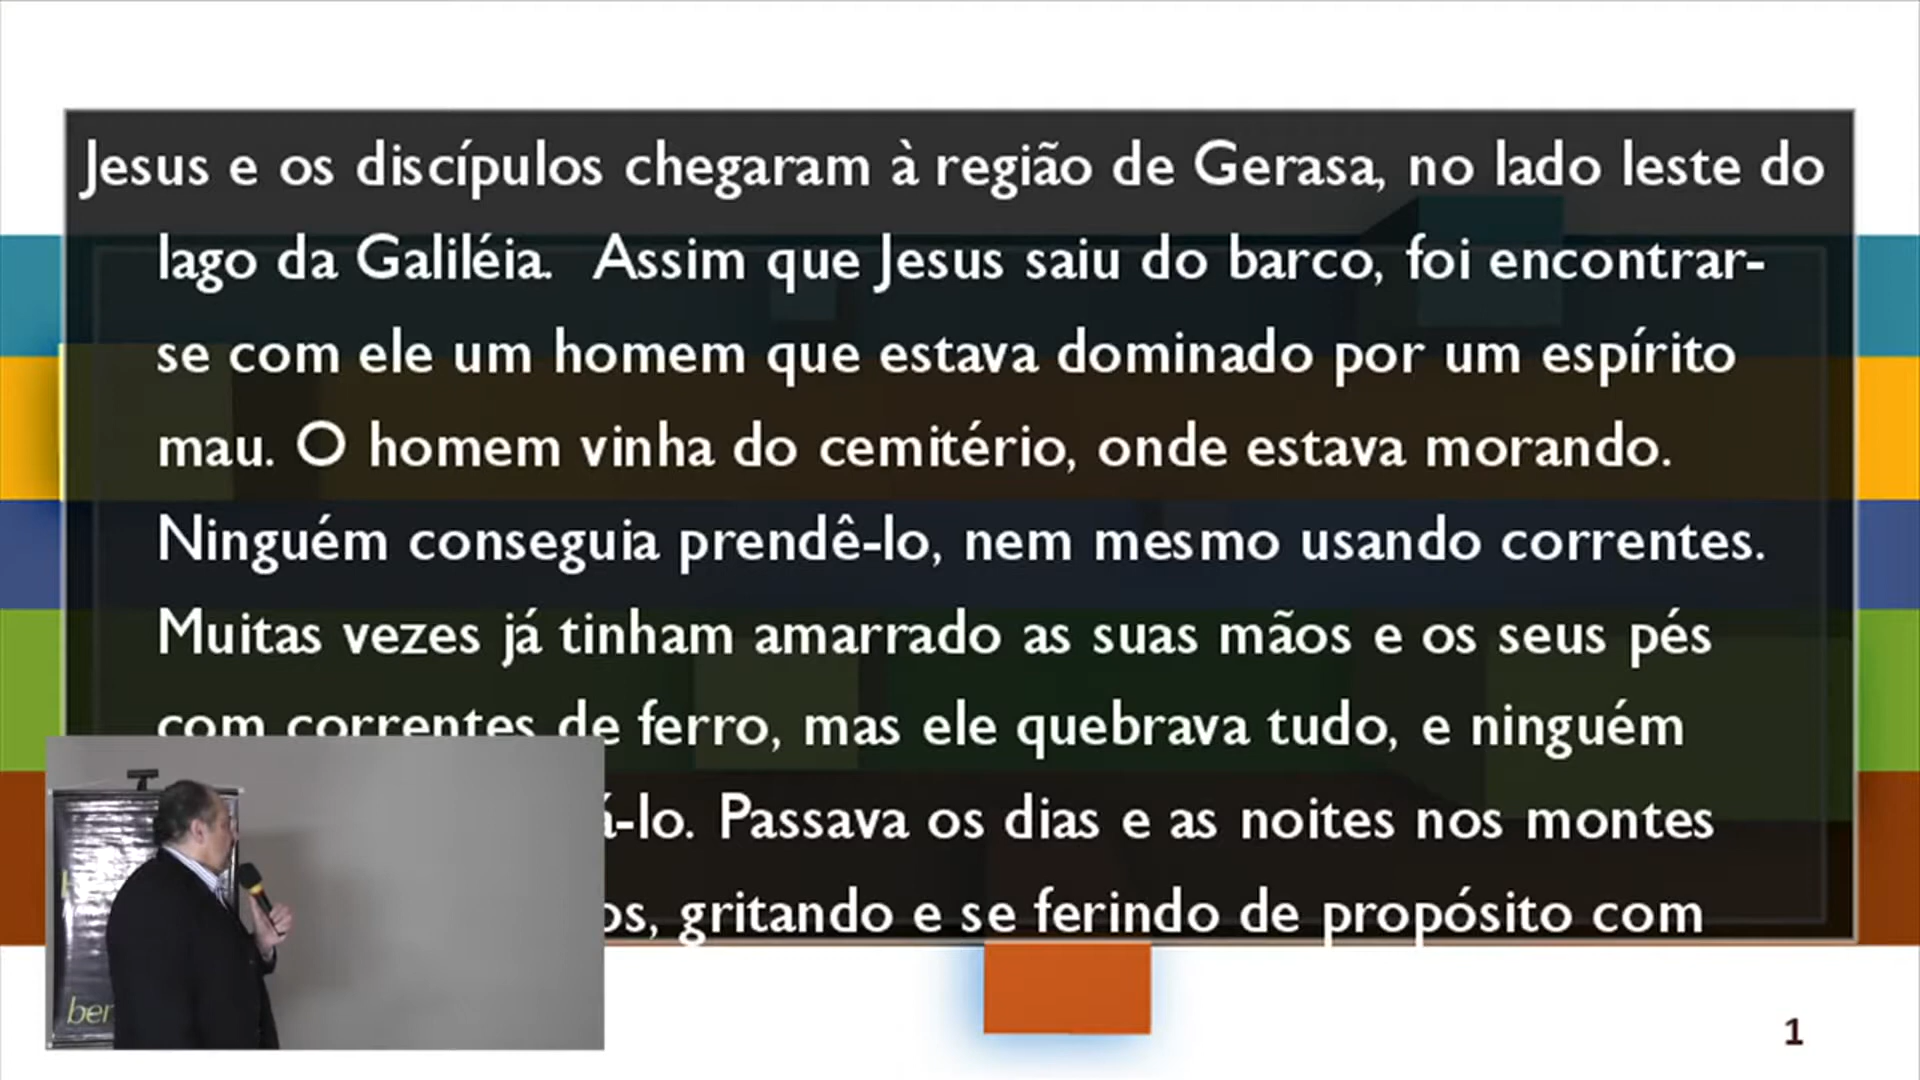 Jesus e os discípulos chegaram à região de Gerasa, no lado leste do
lago da Galiléia. Assim que Jesus saiu do barco, foi encontrar-
se com ele um homem que estava dominado por um espírito
mau. O homem vinha do cemitério, onde estava morando.
Ninguém conseguia prendê-lo, nem mesmo usando correntes.
Muitas vezes já tinham amarrado as suas mãos e os seus pés
com correntes de ferro, mas ele quebrava tudo, e ninguém
á-lo. Passava os dias e as noites nos montes
os, gritando e se ferindo de propósito com
ber
1